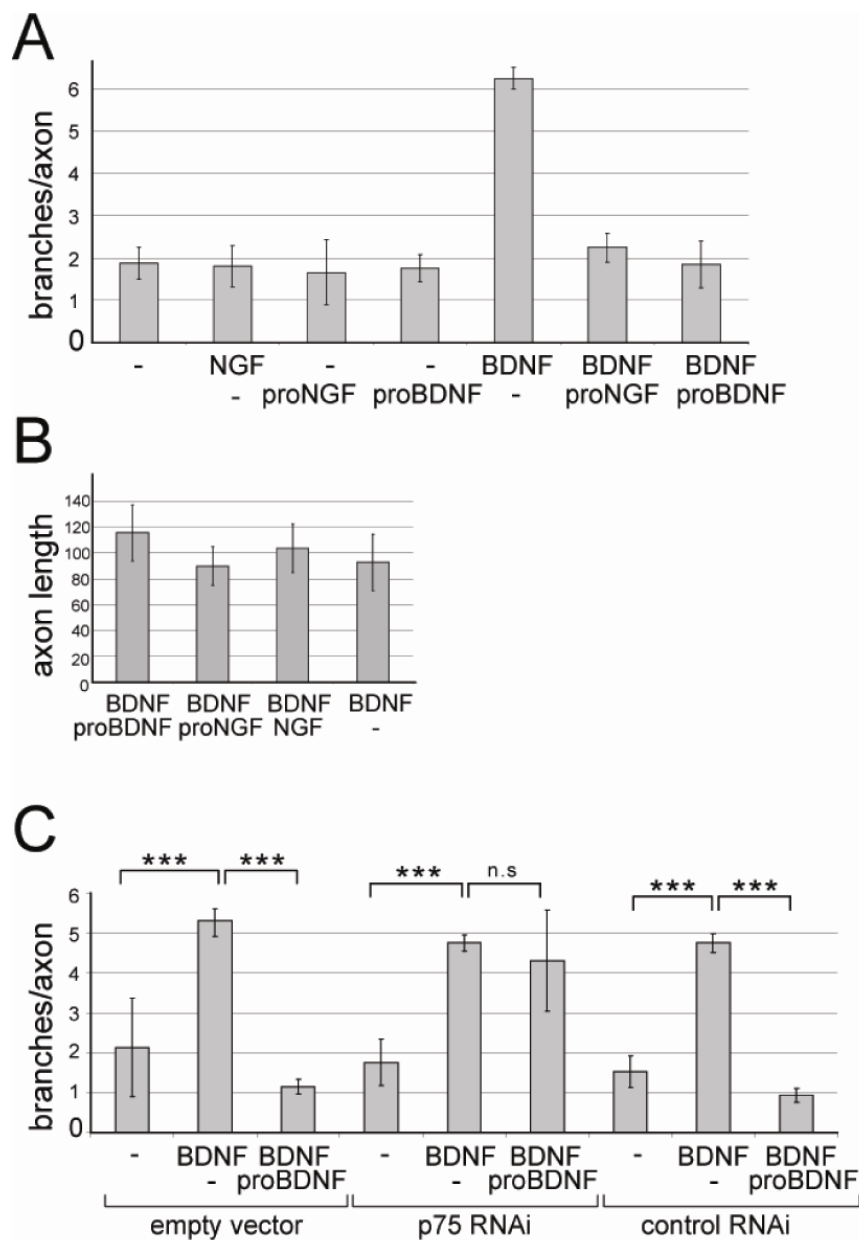 A
branches/axon
6
5
4
3
2
1
0
- NGF - - BDNF BDNF BDNF
- proNGF proBDNF - proNGF proBDNF
B
axon length
140
120
100
80
60
40
20
0
BDNF BDNF BDNF BDNF
proBDNF proNGF NGF -
C
*** *** *** n.s *** ***
branches/axon
6
5
4
3
2
1
0
- BDNF BDNF - BDNF BDNF - BDNF BDNF
- proBDNF - proBDNF - proBDNF
empty vector p75 RNAi control RNAi